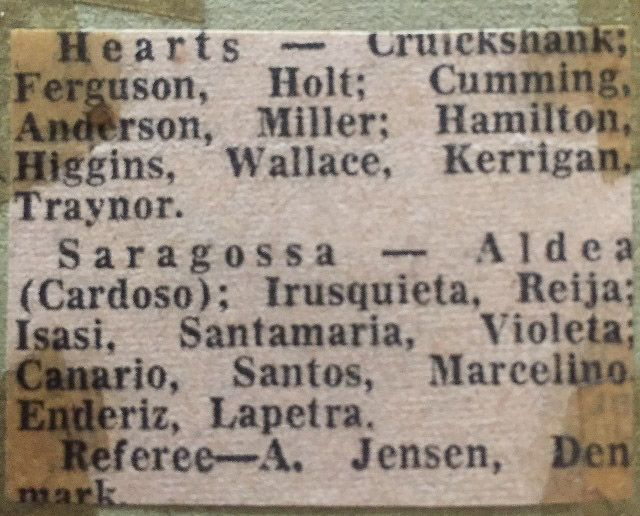 Hearts — Cruickshank;
Ferguson, Holt; Cumming,
Anderson, Miller; Hamilton,
Higgins, Wallace, Kerrigan,
Traynor.
Saragossa — Aldea
(Cardoso); Irusquieta, Reija;
Isasi, Santamaria, Violeta;
Canario, Santos, Marcelino
Enderiz, Lapetra.
Referee—A. Jensen, Den
mark.